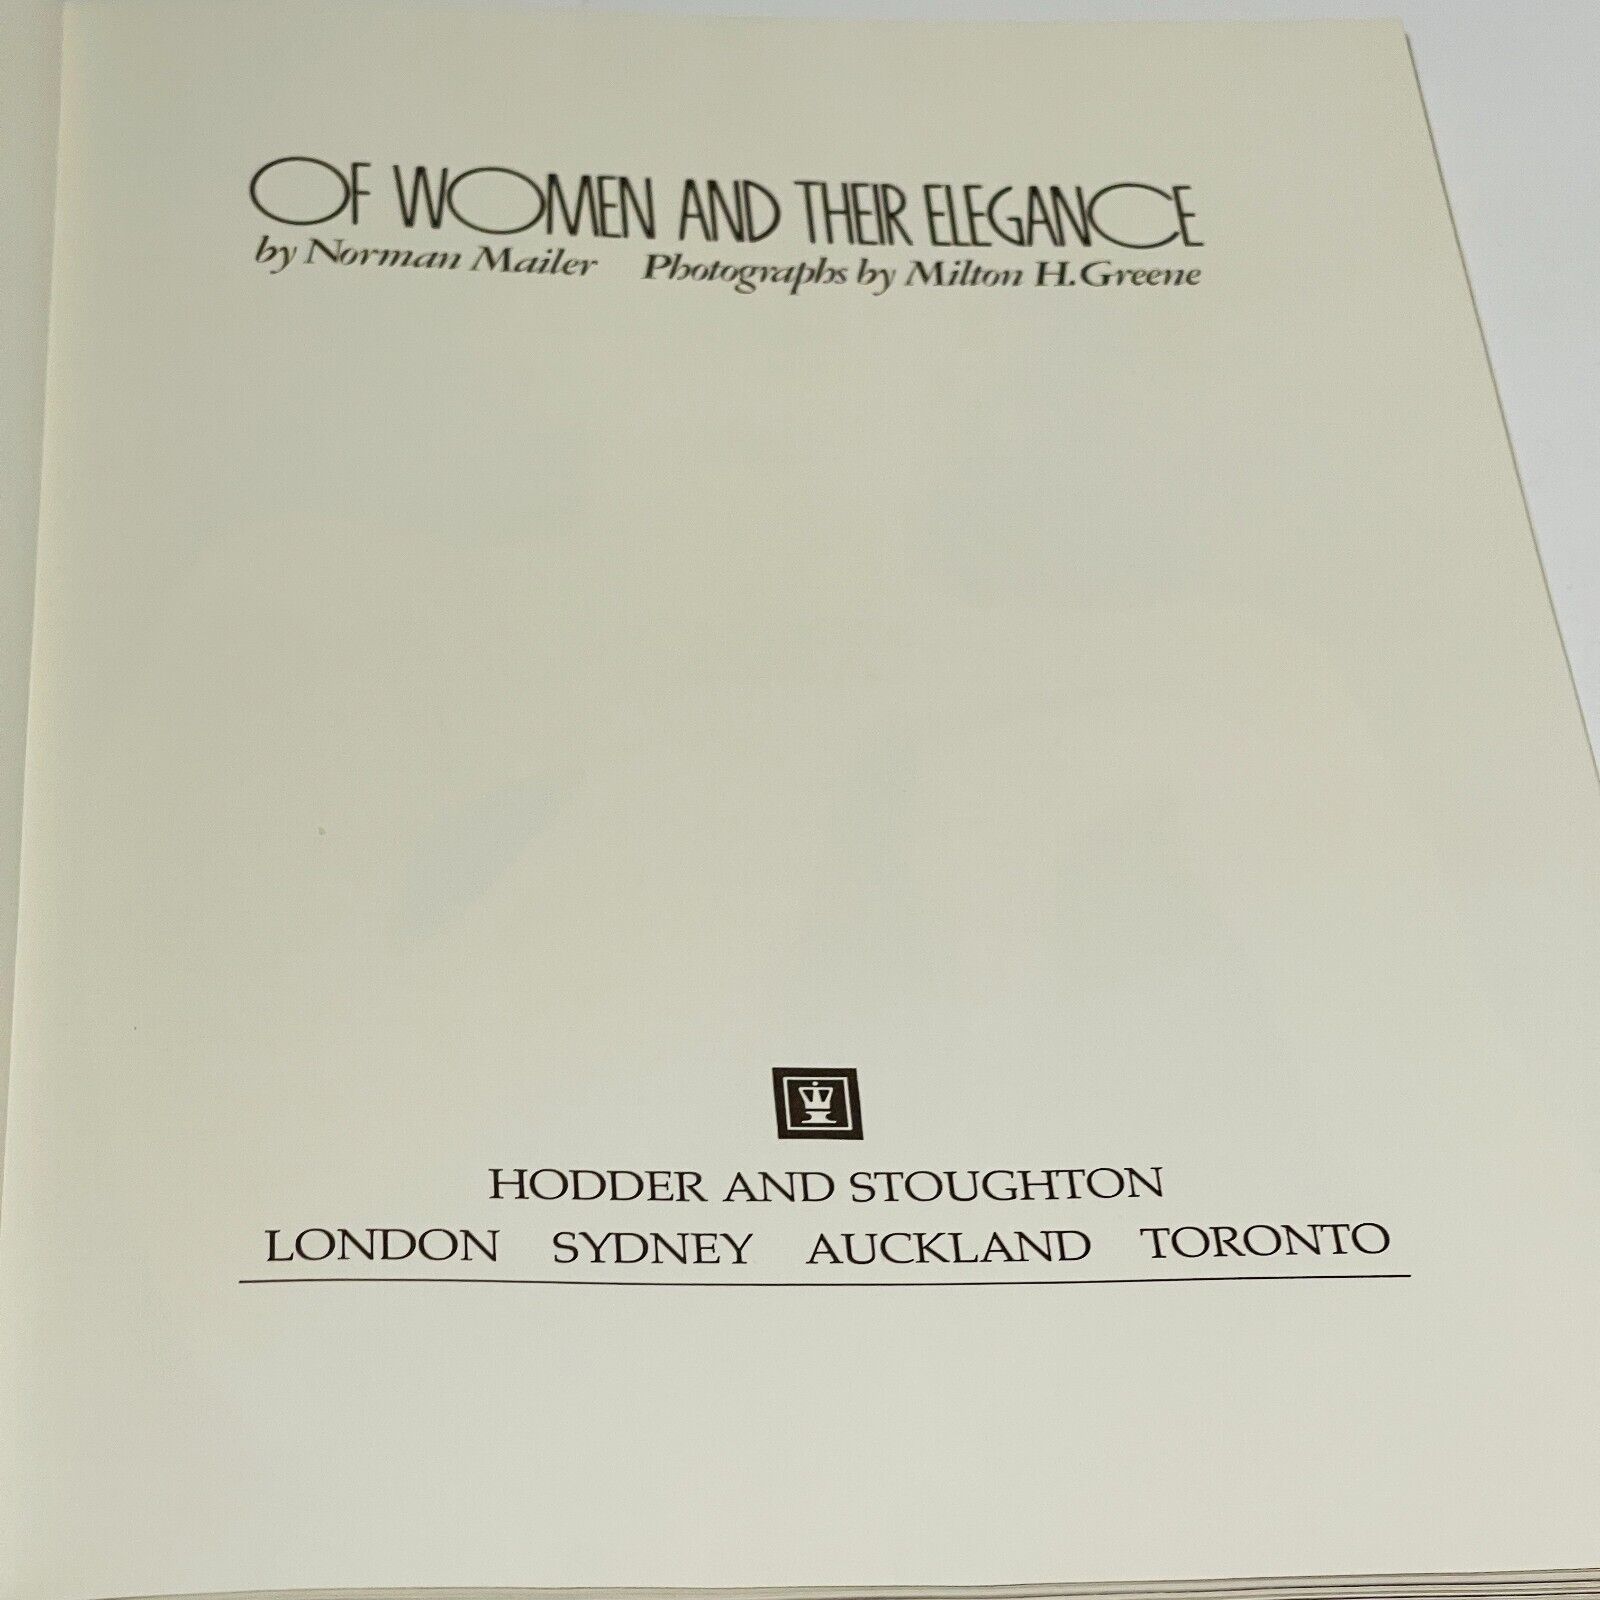 OF WOMEN AND THEIR ELEGANCE
by Norman Mailer Photographs by Milton H. Greene
HODDER AND STOUGHTON
LONDON SYDNEY AUCKLAND TORONTO